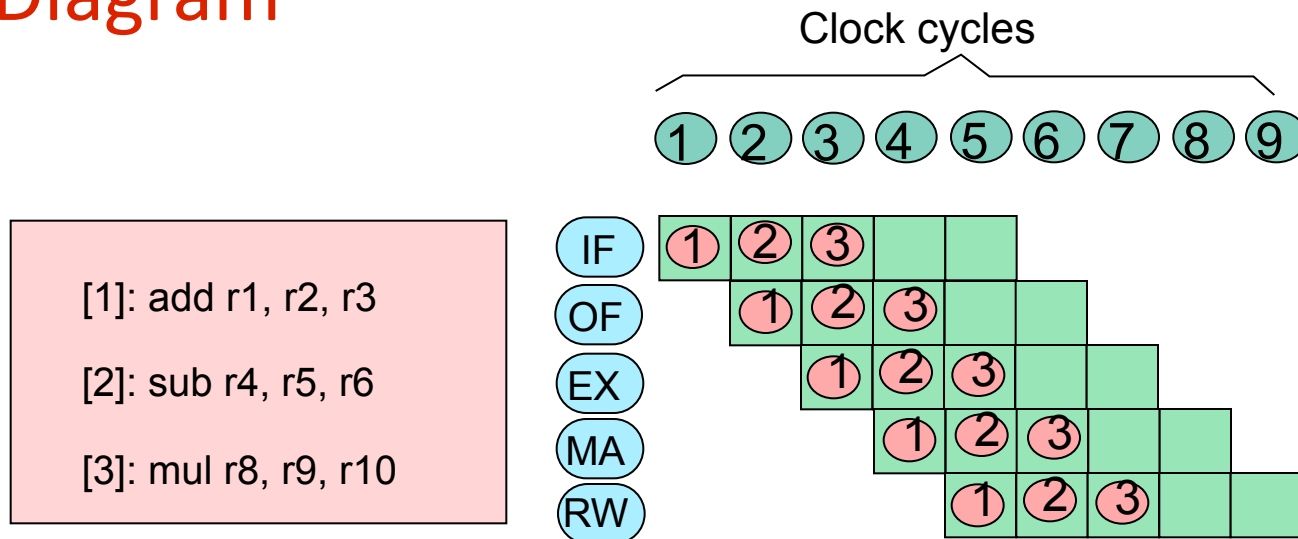 Diagram
Clock cycles
1 2 3 4 5 6 7 8 9
[1]: add r1, r2, r3
[2]: sub r4, r5, r6
[3]: mul r8, r9, r10
IF 1 2 3
OF 1 2 3
EX 1 2 3
MA 1 2 3
RW 1 2 3